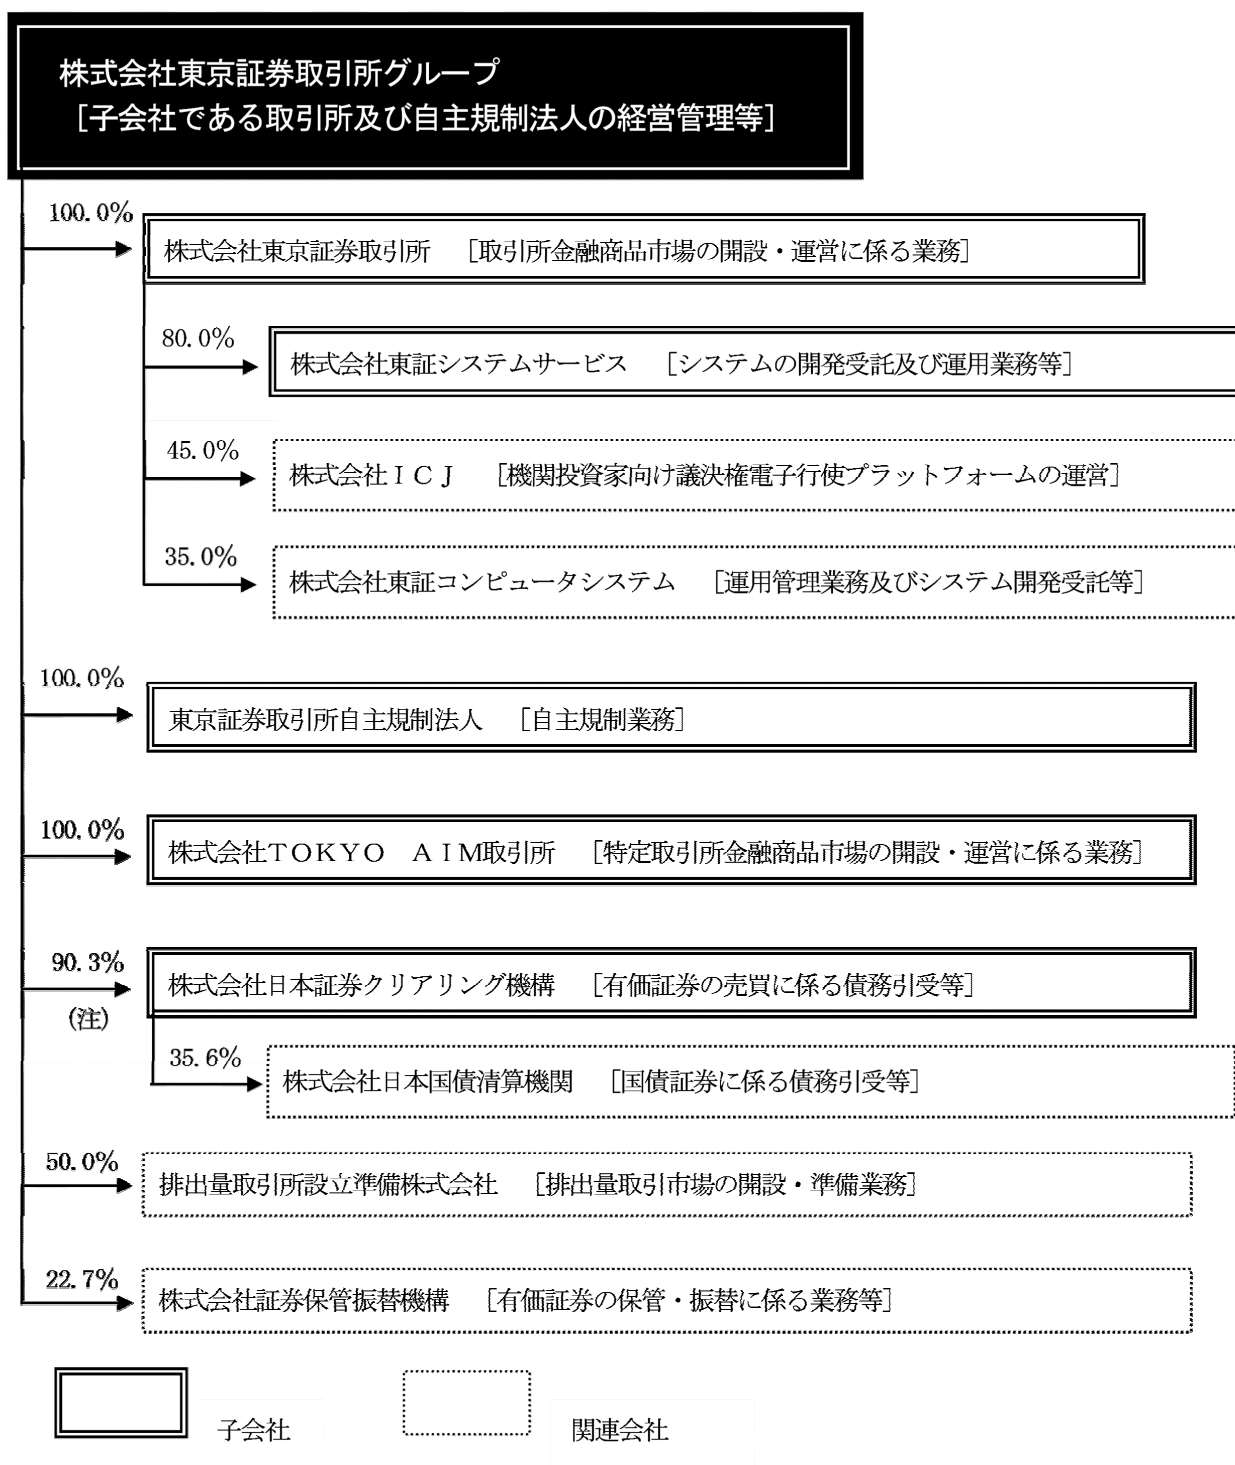 株式会社東京証券取引所グループ
［子会社である取引所及び自主規制法人の経営管理等］
100.0%
株式会社東京証券取引所　［取引所金融商品市場の開設・運営に係る業務］
80.0%
株式会社東証システムサービス　［システムの開発受託及び運用業務等］
45.0%
株式会社ＩＣＪ　［機関投資家向け議決権電子行使プラットフォームの運営］
35.0%
株式会社東証コンピュータシステム　［運用管理業務及びシステム開発受託等］
100.0%
東京証券取引所自主規制法人　［自主規制業務］
100.0%
株式会社ＴＯＫＹＯ　ＡＩＭ取引所　［特定取引所金融商品市場の開設・運営に係る業務］
90.3%
株式会社日本証券クリアリング機構　［有価証券の売買に係る債務引受等］
(注)
35.6%
株式会社日本国債清算機関　［国債証券に係る債務引受等］
50.0%
排出量取引所設立準備株式会社　［排出量取引市場の開設・準備業務］
22.7%
株式会社証券保管振替機構　［有価証券の保管・振替に係る業務等］
子会社
関連会社